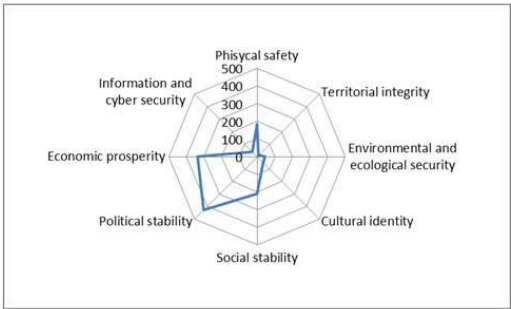 Phisycal safety
500
400
300
200
100
0
Territorial integrity
Environmental and
ecological security
Cultural identity
Social stability
Political stability
Economic prosperity
Information and
cyber security